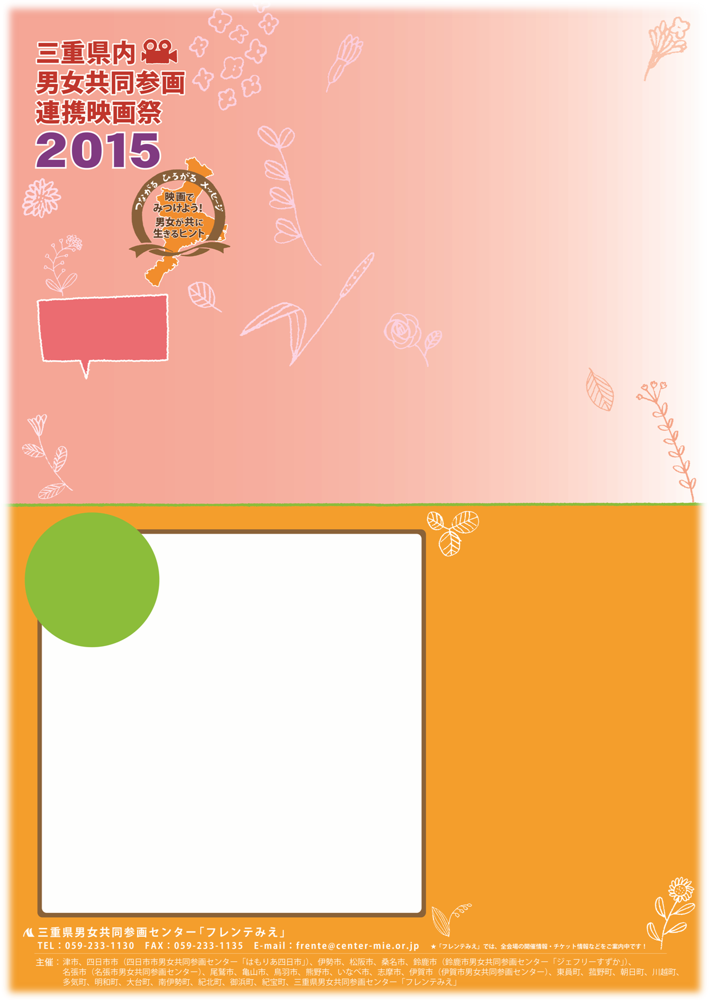 三重県内
男女共同参画
連携映画祭
2015
つながる ひろがる メッセージ
映画で
みつけよう!
男女が共に
生きるヒント
三重県男女共同参画センター「フレンテみえ」
TEL：059-233-1130 FAX：059-233-1135 E-mail：frente@center-mie.or.jp ★「フレンテみえ」では、全会場の開催情報・チケット情報などをご案内中です！
主催：津市、四日市市（四日市市男女共同参画センター「はもりあ四日市」）、伊勢市、松阪市、桑名市、鈴鹿市（鈴鹿市男女共同参画センター「ジェフリーすずか」）、
名張市（名張市男女共同参画センター）、尾鷲市、亀山市、鳥羽市、熊野市、いなべ市、志摩市、伊賀市（伊賀市男女共同参画センター）、東員町、菰野町、朝日町、川越町、
多気町、明和町、大台町、南伊勢町、紀北町、御浜町、紀宝町、三重県男女共同参画センター「フレンテみえ」